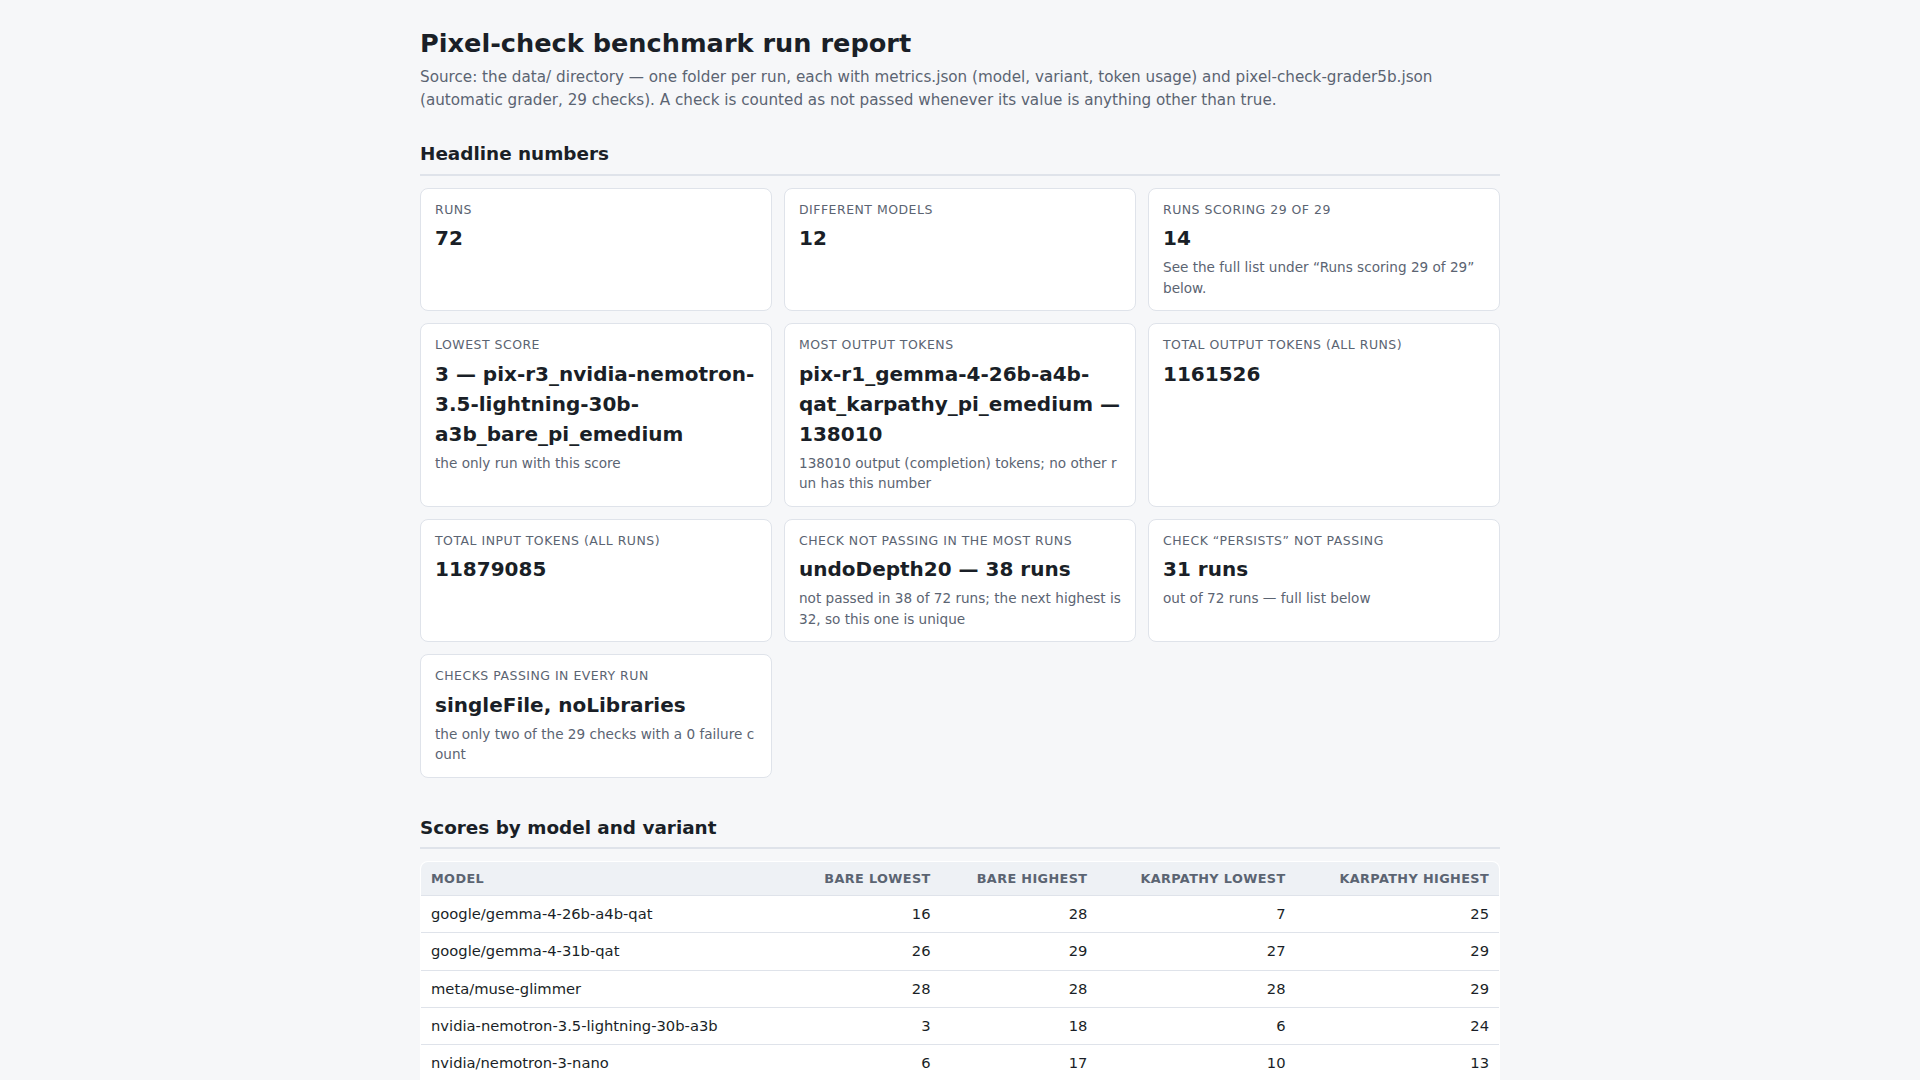 Pixel-check benchmark run report
Source: the data/ directory — one folder per run, each with metrics.json (model, variant, token usage) and pixel-check-grader5b.json
(automatic grader, 29 checks). A check is counted as not passed whenever its value is anything other than true.
Headline numbers
RUNS
72
DIFFERENT MODELS
12
RUNS SCORING 29 OF 29
14
See the full list under “Runs scoring 29 of 29”
below.
LOWEST SCORE
3 — pix-r3_nvidia-nemotron-
3.5-lightning-30b-
a3b_bare_pi_emedium
the only run with this score
MOST OUTPUT TOKENS
pix-r1_gemma-4-26b-a4b-
qat_karpathy_pi_emedium —
138010
138010 output (completion) tokens; no other r
un has this number
TOTAL OUTPUT TOKENS (ALL RUNS)
1161526
TOTAL INPUT TOKENS (ALL RUNS)
11879085
CHECK NOT PASSING IN THE MOST RUNS
undoDepth20 — 38 runs
not passed in 38 of 72 runs; the next highest is
32, so this one is unique
CHECK “PERSISTS” NOT PASSING
31 runs
out of 72 runs — full list below
CHECKS PASSING IN EVERY RUN
singleFile, noLibraries
the only two of the 29 checks with a 0 failure c
ount
Scores by model and variant
MODEL BARE LOWEST BARE HIGHEST KARPATHY LOWEST KARPATHY HIGHEST
google/gemma-4-26b-a4b-qat 16 28 7 25
google/gemma-4-31b-qat 26 29 27 29
meta/muse-glimmer 28 28 28 29
nvidia-nemotron-3.5-lightning-30b-a3b 3 18 6 24
nvidia/nemotron-3-nano 6 17 10 13